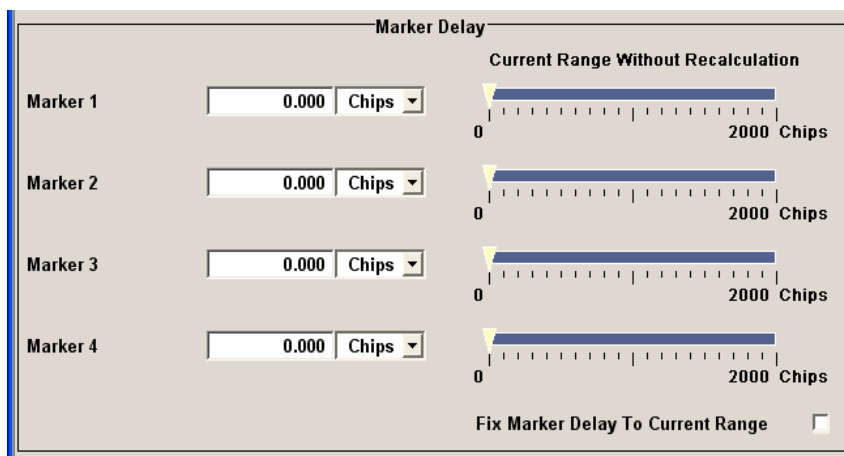 Marker Delay
Current Range Without Recalculation
Marker 1 0.000 Chips
0 2000 Chips
Marker 2 0.000 Chips
0 2000 Chips
Marker 3 0.000 Chips
0 2000 Chips
Marker 4 0.000 Chips
0 2000 Chips
Fix Marker Delay To Current Range